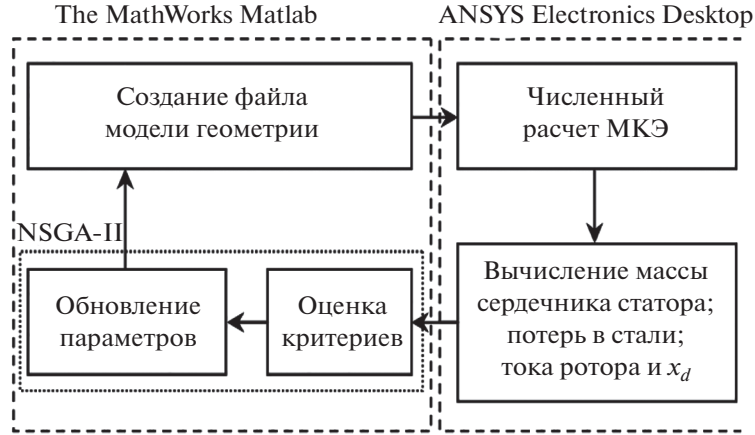 The MathWorks Matlab
ANSYS Electronics Desktop
Создание файла
модели геометрии
Численный
расчет МКЭ
NSGA-II
Обновление
параметров
Оценка
критериев
Вычисление массы
сердечника статора;
потерь в стали;
тока ротора и x_d